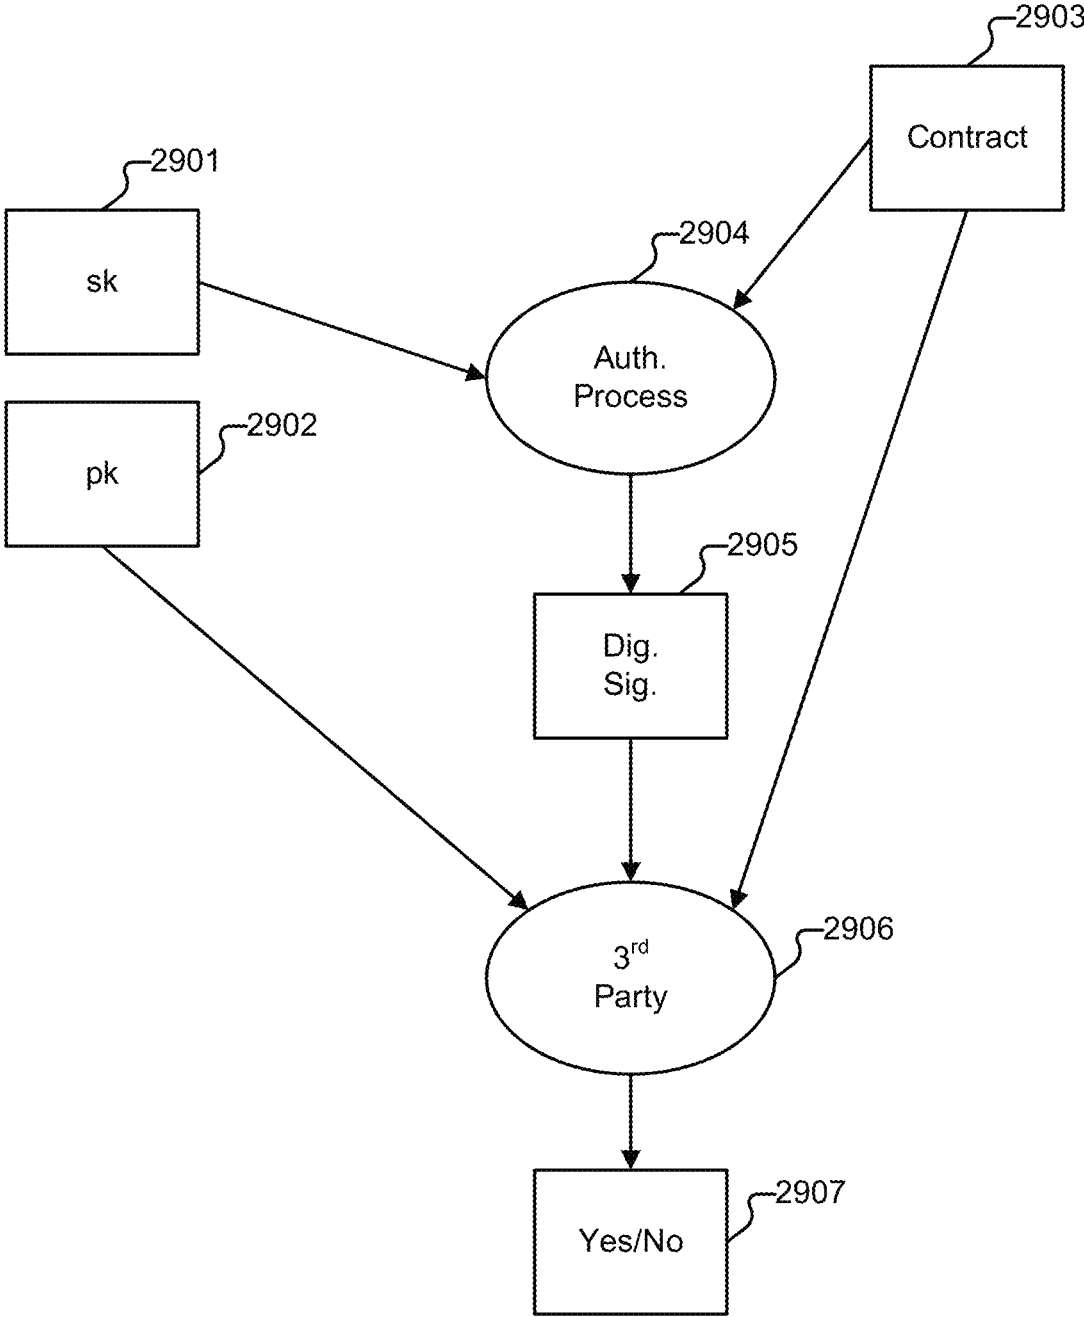 2903
Contract
2901
sk
2904
Auth.
Process
2902
pk
2905
Dig.
Sig.
2906
3rd
Party
2907
Yes/No